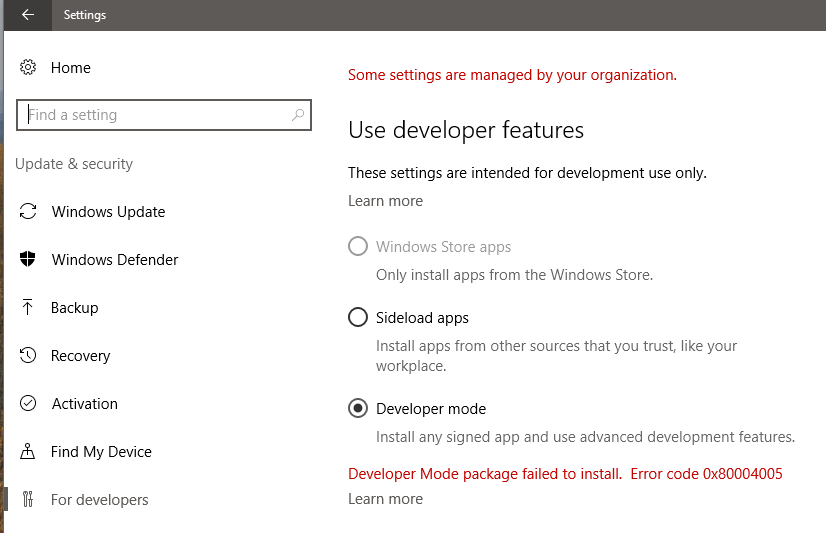 Settings
Home
Find a setting
Update & security
Windows Update
Windows Defender
Backup
Recovery
Activation
Find My Device
For developers
Some settings are managed by your organization.
Use developer features
These settings are intended for development use only.
Learn more
Windows Store apps
Only install apps from the Windows Store.
Sideload apps
Install apps from other sources that you trust, like your
workplace.
Developer mode
Install any signed app and use advanced development features.
Developer Mode package failed to install.  Error code 0x80004005
Learn more